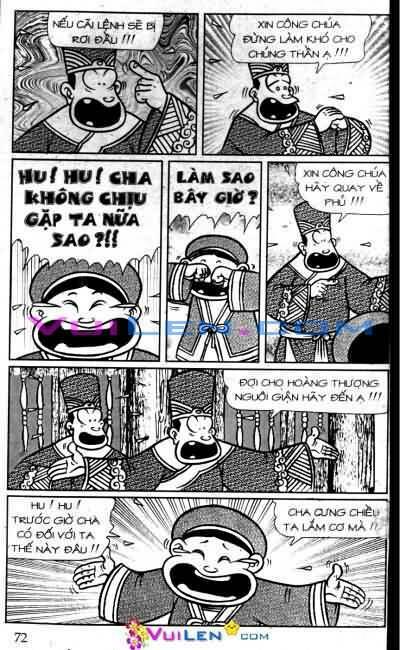 NẾU CÃI LỆNH SẼ BỊ
RƠI ĐẦU !!!
XIN CÔNG CHÚA
ĐỪNG LÀM KHÓ CHO
CHÚNG THẦN Ạ !!!
HU! HU! CHA
KHÔNG CHỊU
GẶP TA NỮA
SAO?!!
LÀM SAO
BÂY GIỜ?
XIN CÔNG CHÚA
HÃY QUAY VỀ
PHỦ !!!
VUILEN.COM
ĐỢI CHO HOÀNG THƯỢNG
NGUÔI GIẬN HÃY ĐẾN Ạ !!!
HU ! HU !
TRƯỚC GIỜ CHA
CÓ ĐỐI VỚI TA
THẾ NÀY ĐÂU !!
CHA CƯNG CHIỀU
TA LẮM CƠ MÀ !!
72
VUILEN.COM